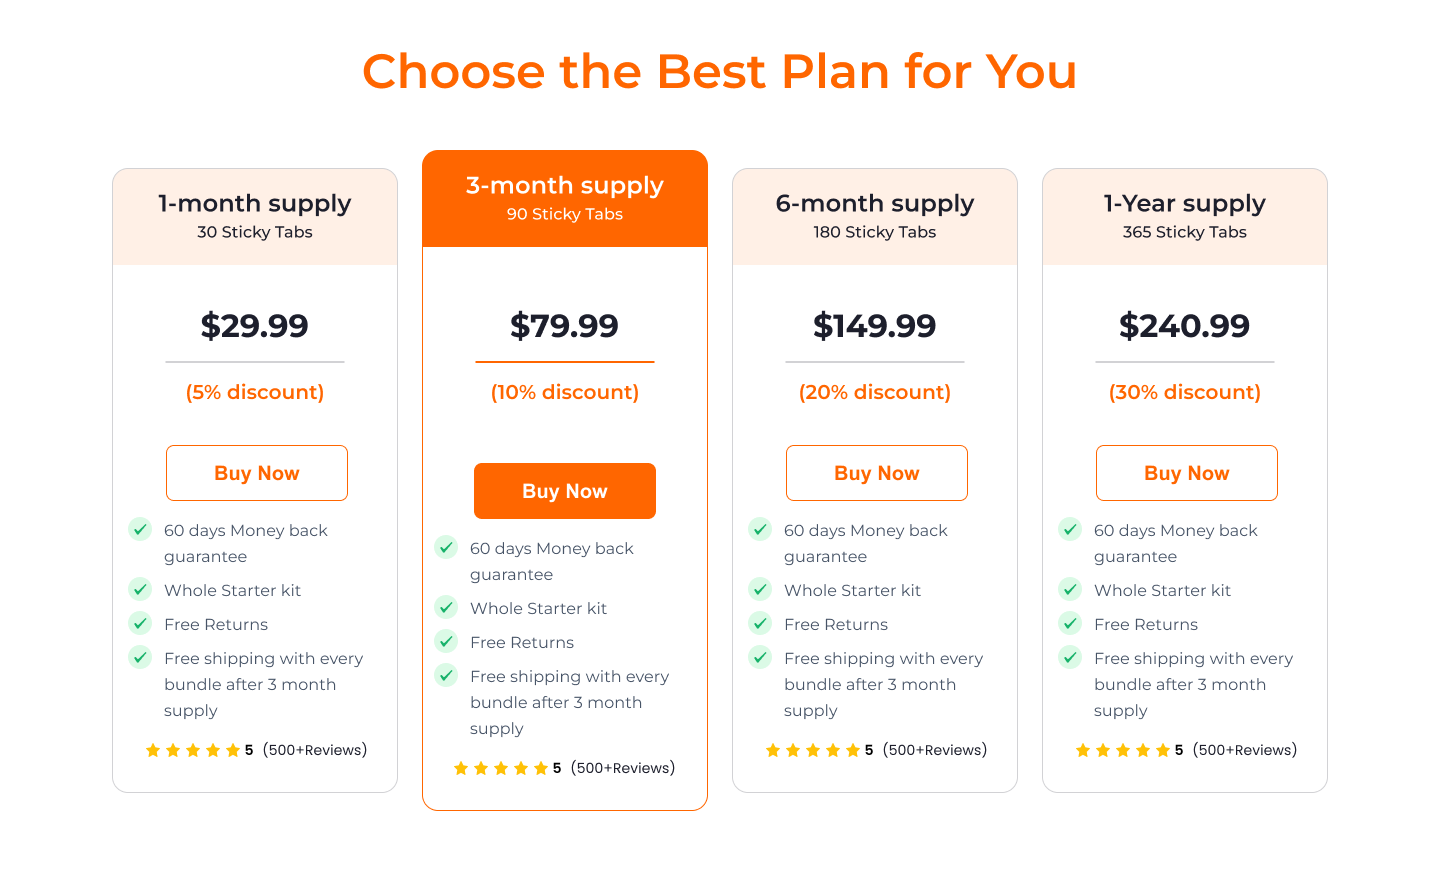 Choose the Best Plan for You
1-month supply
30 Sticky Tabs
$29.99
(5% discount)
Buy Now
60 days Money back
guarantee
Whole Starter kit
Free Returns
Free shipping with every
bundle after 3 month
supply
5 (500+Reviews)
3-month supply
90 Sticky Tabs
$79.99
(10% discount)
Buy Now
60 days Money back
guarantee
Whole Starter kit
Free Returns
Free shipping with every
bundle after 3 month
supply
5 (500+Reviews)
6-month supply
180 Sticky Tabs
$149.99
(20% discount)
Buy Now
60 days Money back
guarantee
Whole Starter kit
Free Returns
Free shipping with every
bundle after 3 month
supply
5 (500+Reviews)
1-Year supply
365 Sticky Tabs
$240.99
(30% discount)
Buy Now
60 days Money back
guarantee
Whole Starter kit
Free Returns
Free shipping with every
bundle after 3 month
supply
5 (500+Reviews)